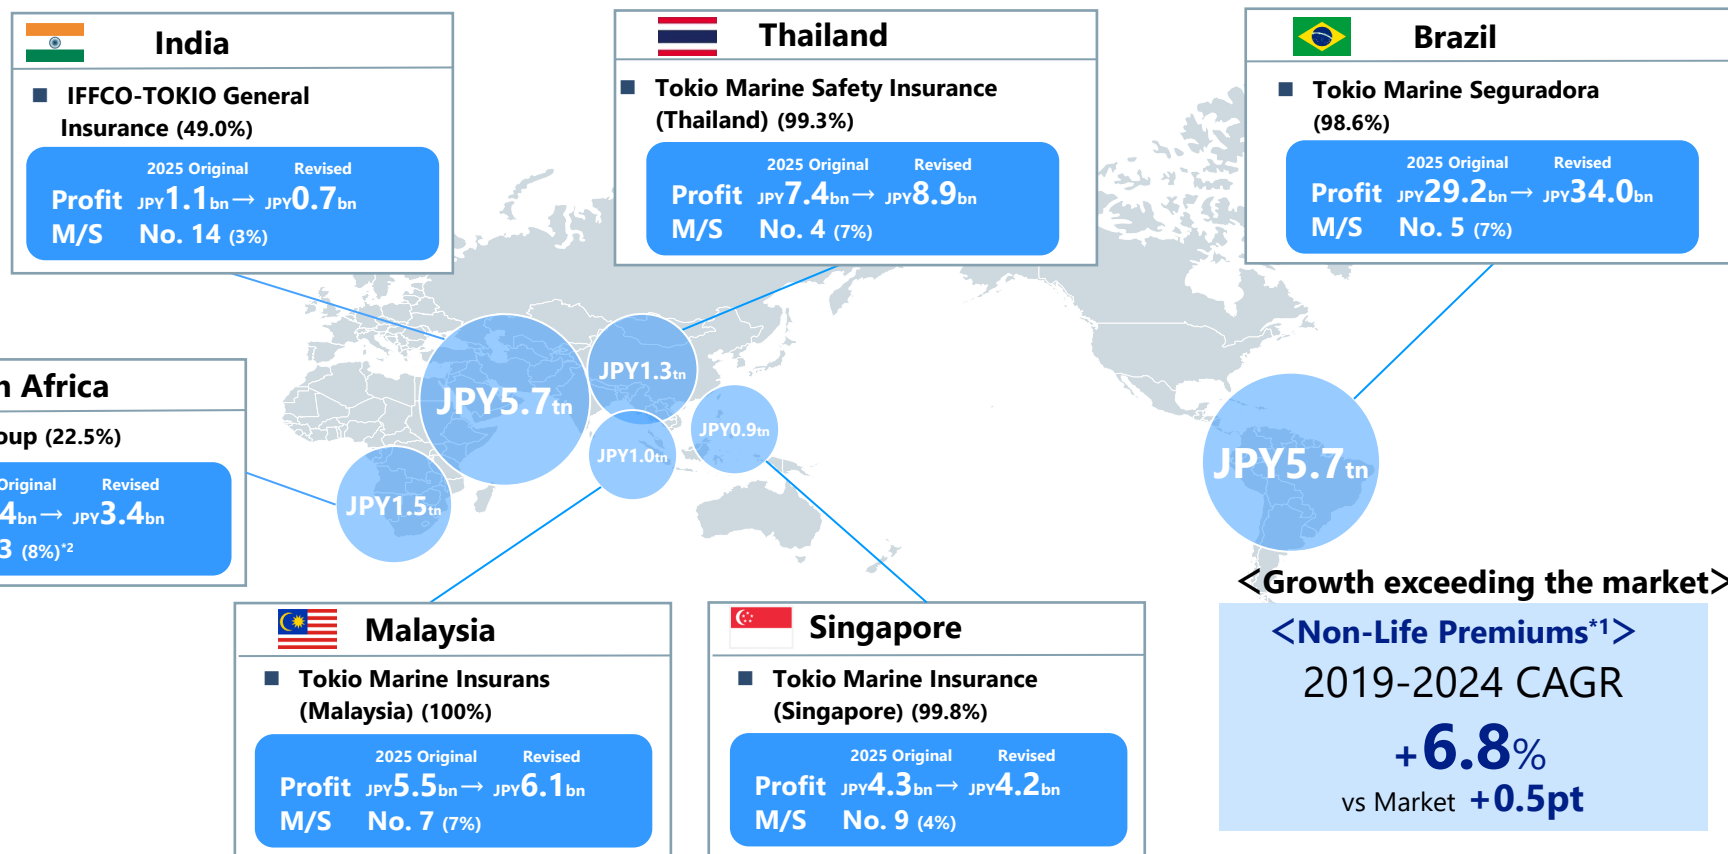 India
■ IFFCO-TOKIO General
Insurance (49.0%)
2025 Original Revised
Profit JPY1.1bn→ JPY0.7bn
M/S No. 14 (3%)
Thailand
■ Tokio Marine Safety Insurance
(Thailand) (99.3%)
2025 Original Revised
Profit JPY7.4bn→ JPY8.9bn
M/S No. 4 (7%)
Brazil
■ Tokio Marine Seguradora
(98.6%)
2025 Original Revised
Profit JPY29.2bn→ JPY34.0bn
M/S No. 5 (7%)
Africa
(22.5%)
Original Revised
4bn→ JPY3.4bn
3 (8%)*2
JPY5.7tn
JPY1.3tn
JPY1.0tn
JPY0.9tn
JPY1.5tn
JPY5.7tn
Malaysia
■ Tokio Marine Insurans
(Malaysia) (100%)
2025 Original Revised
Profit JPY5.5bn→ JPY6.1bn
M/S No. 7 (7%)
Singapore
■ Tokio Marine Insurance
(Singapore) (99.8%)
2025 Original Revised
Profit JPY4.3bn→ JPY4.2bn
M/S No. 9 (4%)
<Growth exceeding the market>
<Non-Life Premiums*1>
2019-2024 CAGR
+6.8%
vs Market +0.5pt